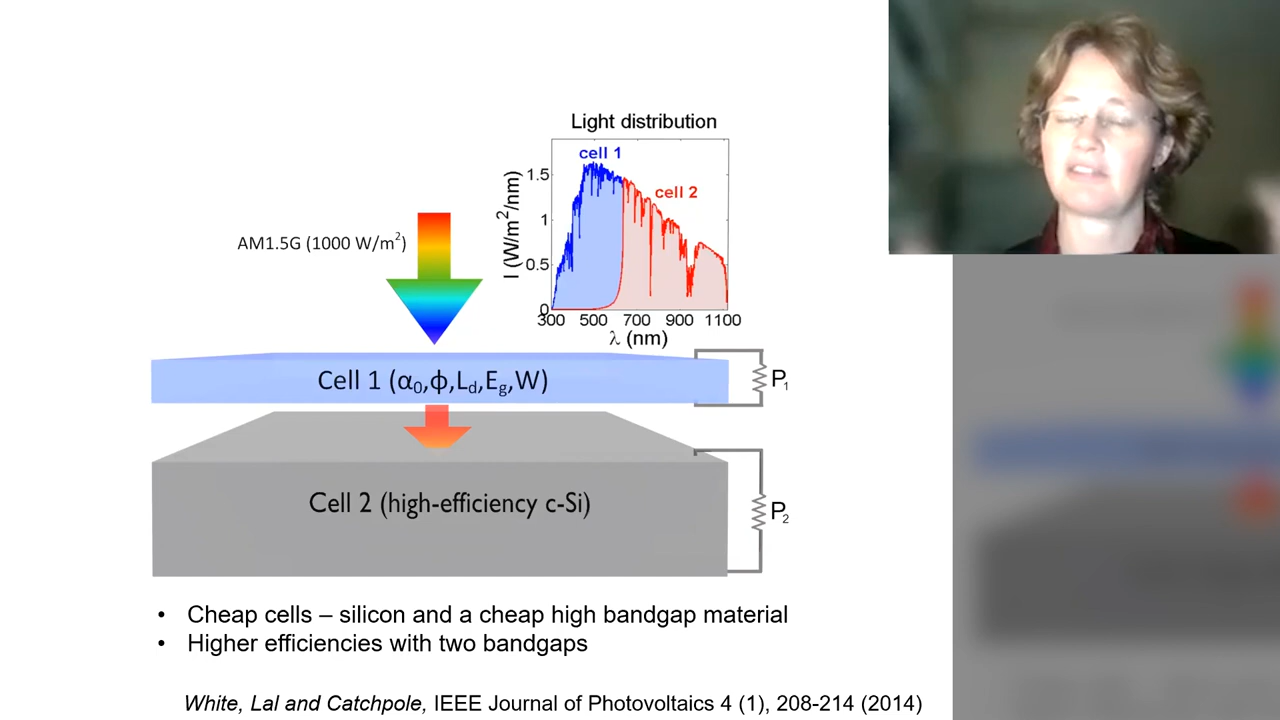 Light distribution
cell 1
cell 2
I (W/m²/nm)
1.5
1
0.5
0
300 500 700 900 1100
λ (nm)
AM1.5G (1000 W/m²)
Cell 1 (α₀,ϕ,L_d,E_g,W)
P₁
Cell 2 (high-efficiency c-Si)
P₂
• Cheap cells – silicon and a cheap high bandgap material
• Higher efficiencies with two bandgaps
White, Lal and Catchpole, IEEE Journal of Photovoltaics 4 (1), 208-214 (2014)